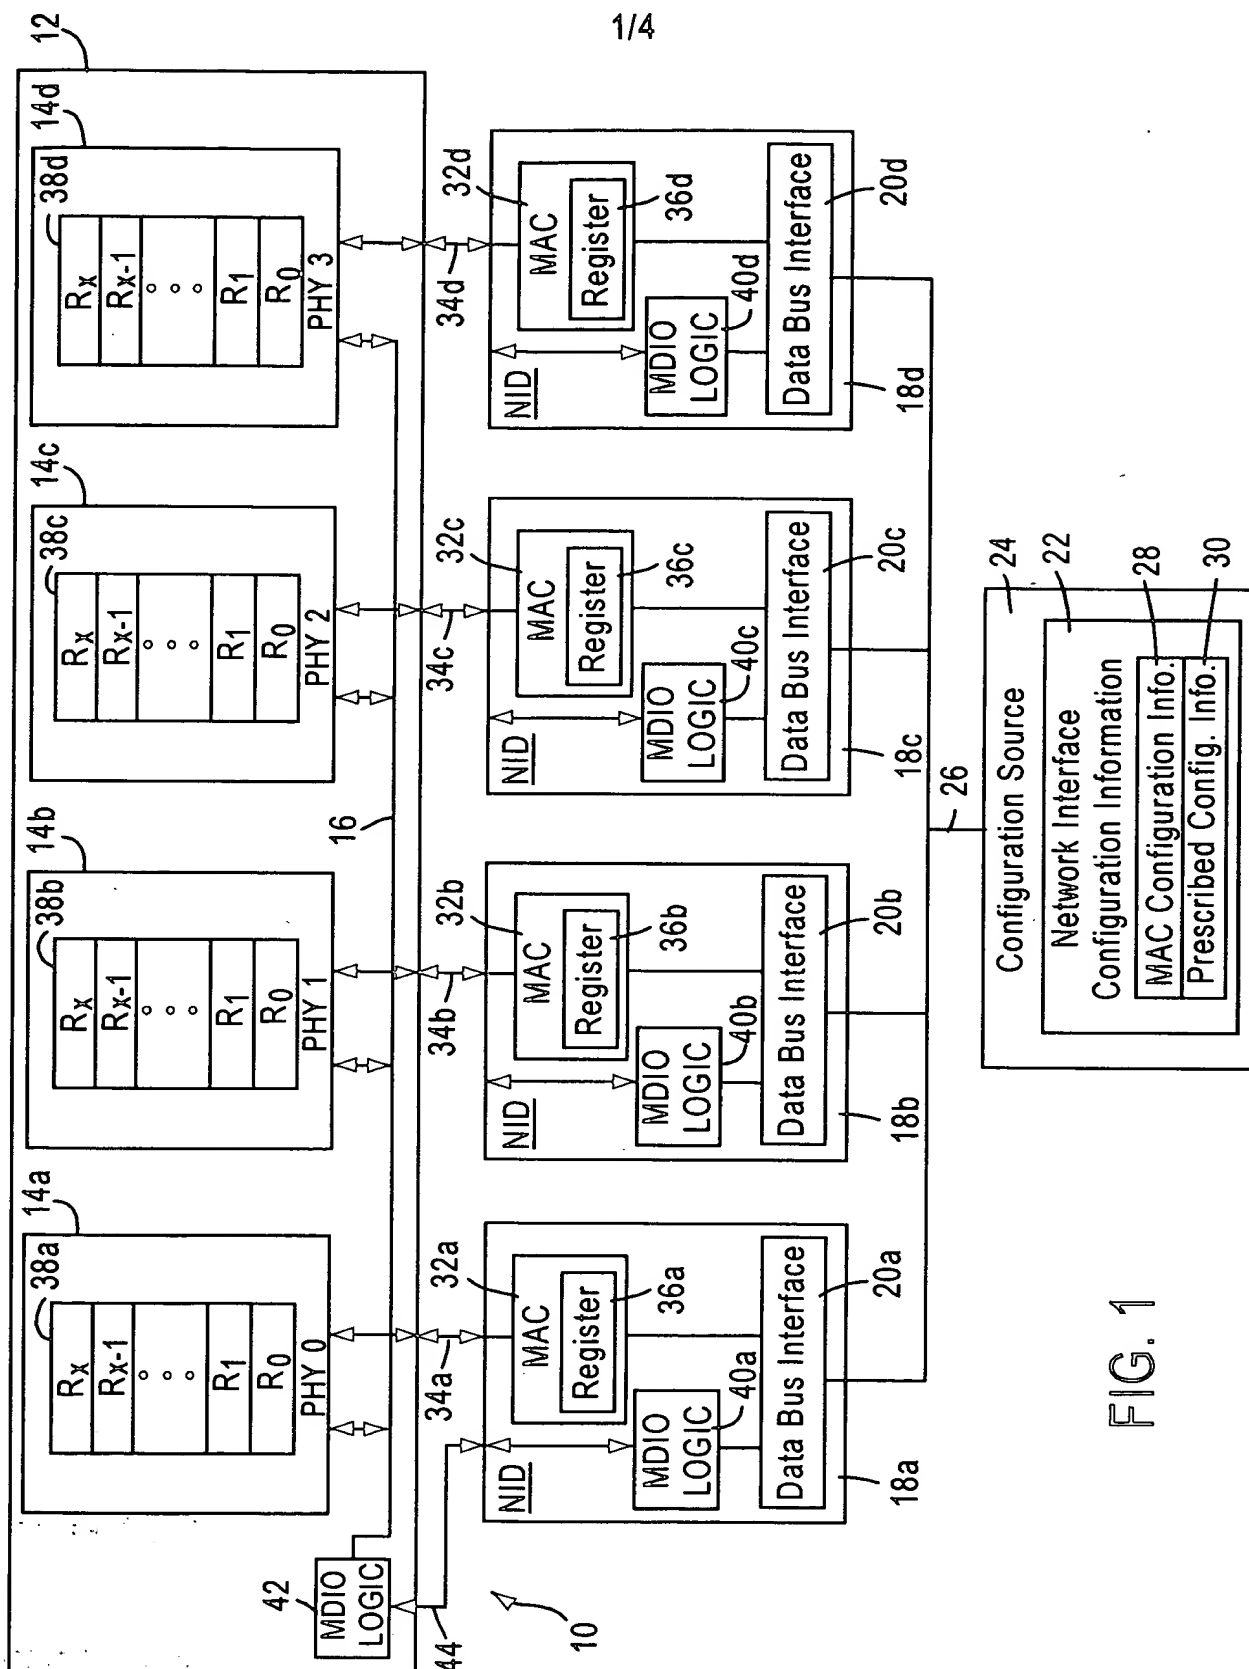 1/4
12
14d
38d
Rx
Rx-1
R1
R0
PHY 3
14c
38c
Rx
Rx-1
R1
R0
PHY 2
14b
38b
Rx
Rx-1
R1
R0
PHY 1
14a
38a
Rx
Rx-1
R1
R0
PHY 0
16
42
MDIO
LOGIC
44
10
34d
32d
MAC
Register
36d
NID
MDIO
LOGIC
40d
Data Bus Interface
20d
18d
34c
32c
MAC
Register
36c
NID
MDIO
LOGIC
40c
Data Bus Interface
20c
18c
34b
32b
MAC
Register
36b
NID
MDIO
LOGIC
40b
Data Bus Interface
20b
18b
34a
32a
MAC
Register
36a
NID
MDIO
LOGIC
40a
Data Bus Interface
20a
18a
26
Configuration Source
24
Network Interface
Configuration Information
22
MAC Configuration Info.
28
Prescribed Config. Info.
30
FIG. 1